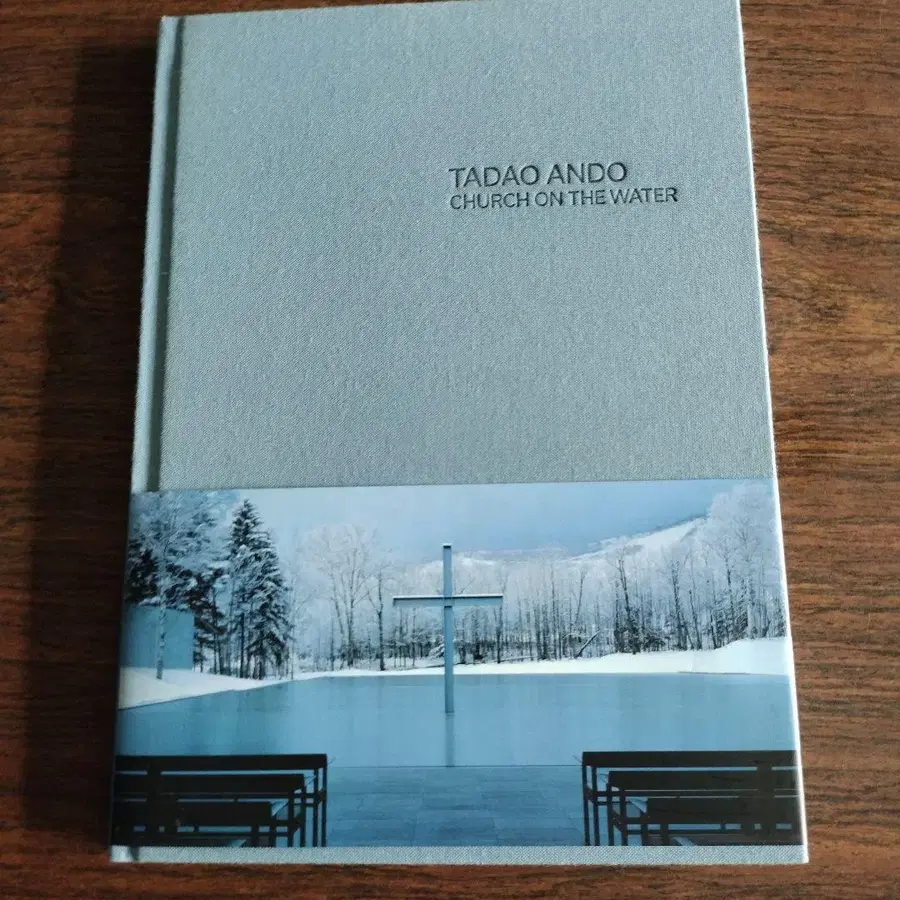 TADAO ANDO
CHURCH ON THE WATER